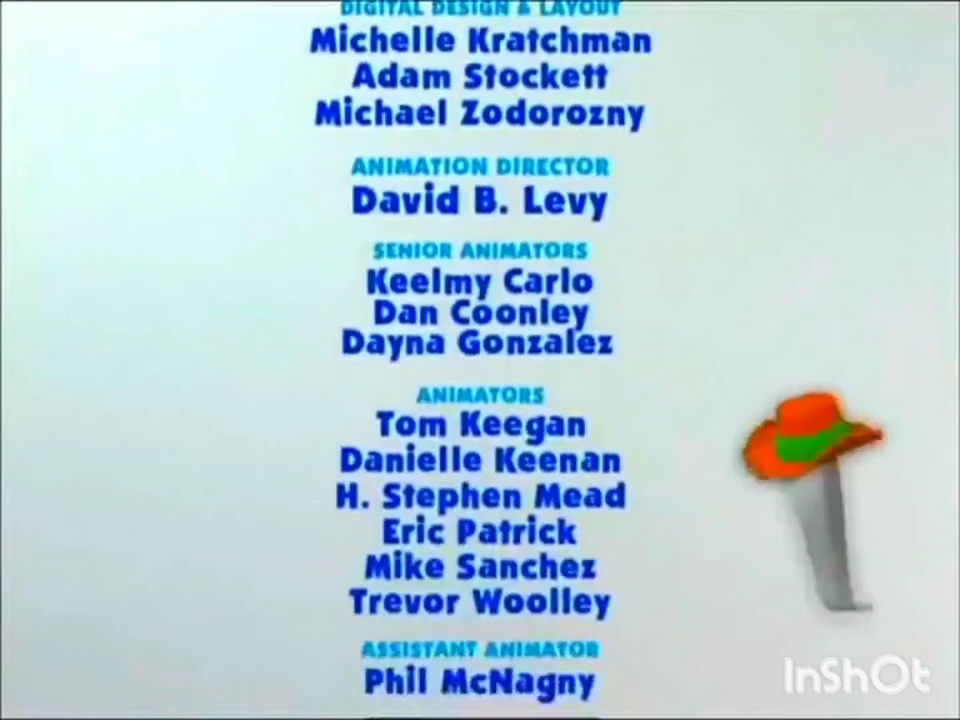 DIGITAL DESIGN & LAYOUT
Michelle Kratchman
Adam Stockett
Michael Zodorozny
ANIMATION DIRECTOR
David B. Levy
SENIOR ANIMATORS
Keelmy Carlo
Dan Coonley
Dayna Gonzalez
ANIMATORS
Tom Keegan
Danielle Keenan
H. Stephen Mead
Eric Patrick
Mike Sanchez
Trevor Woolley
ASSISTANT ANIMATOR
Phil McNagny
InShOt